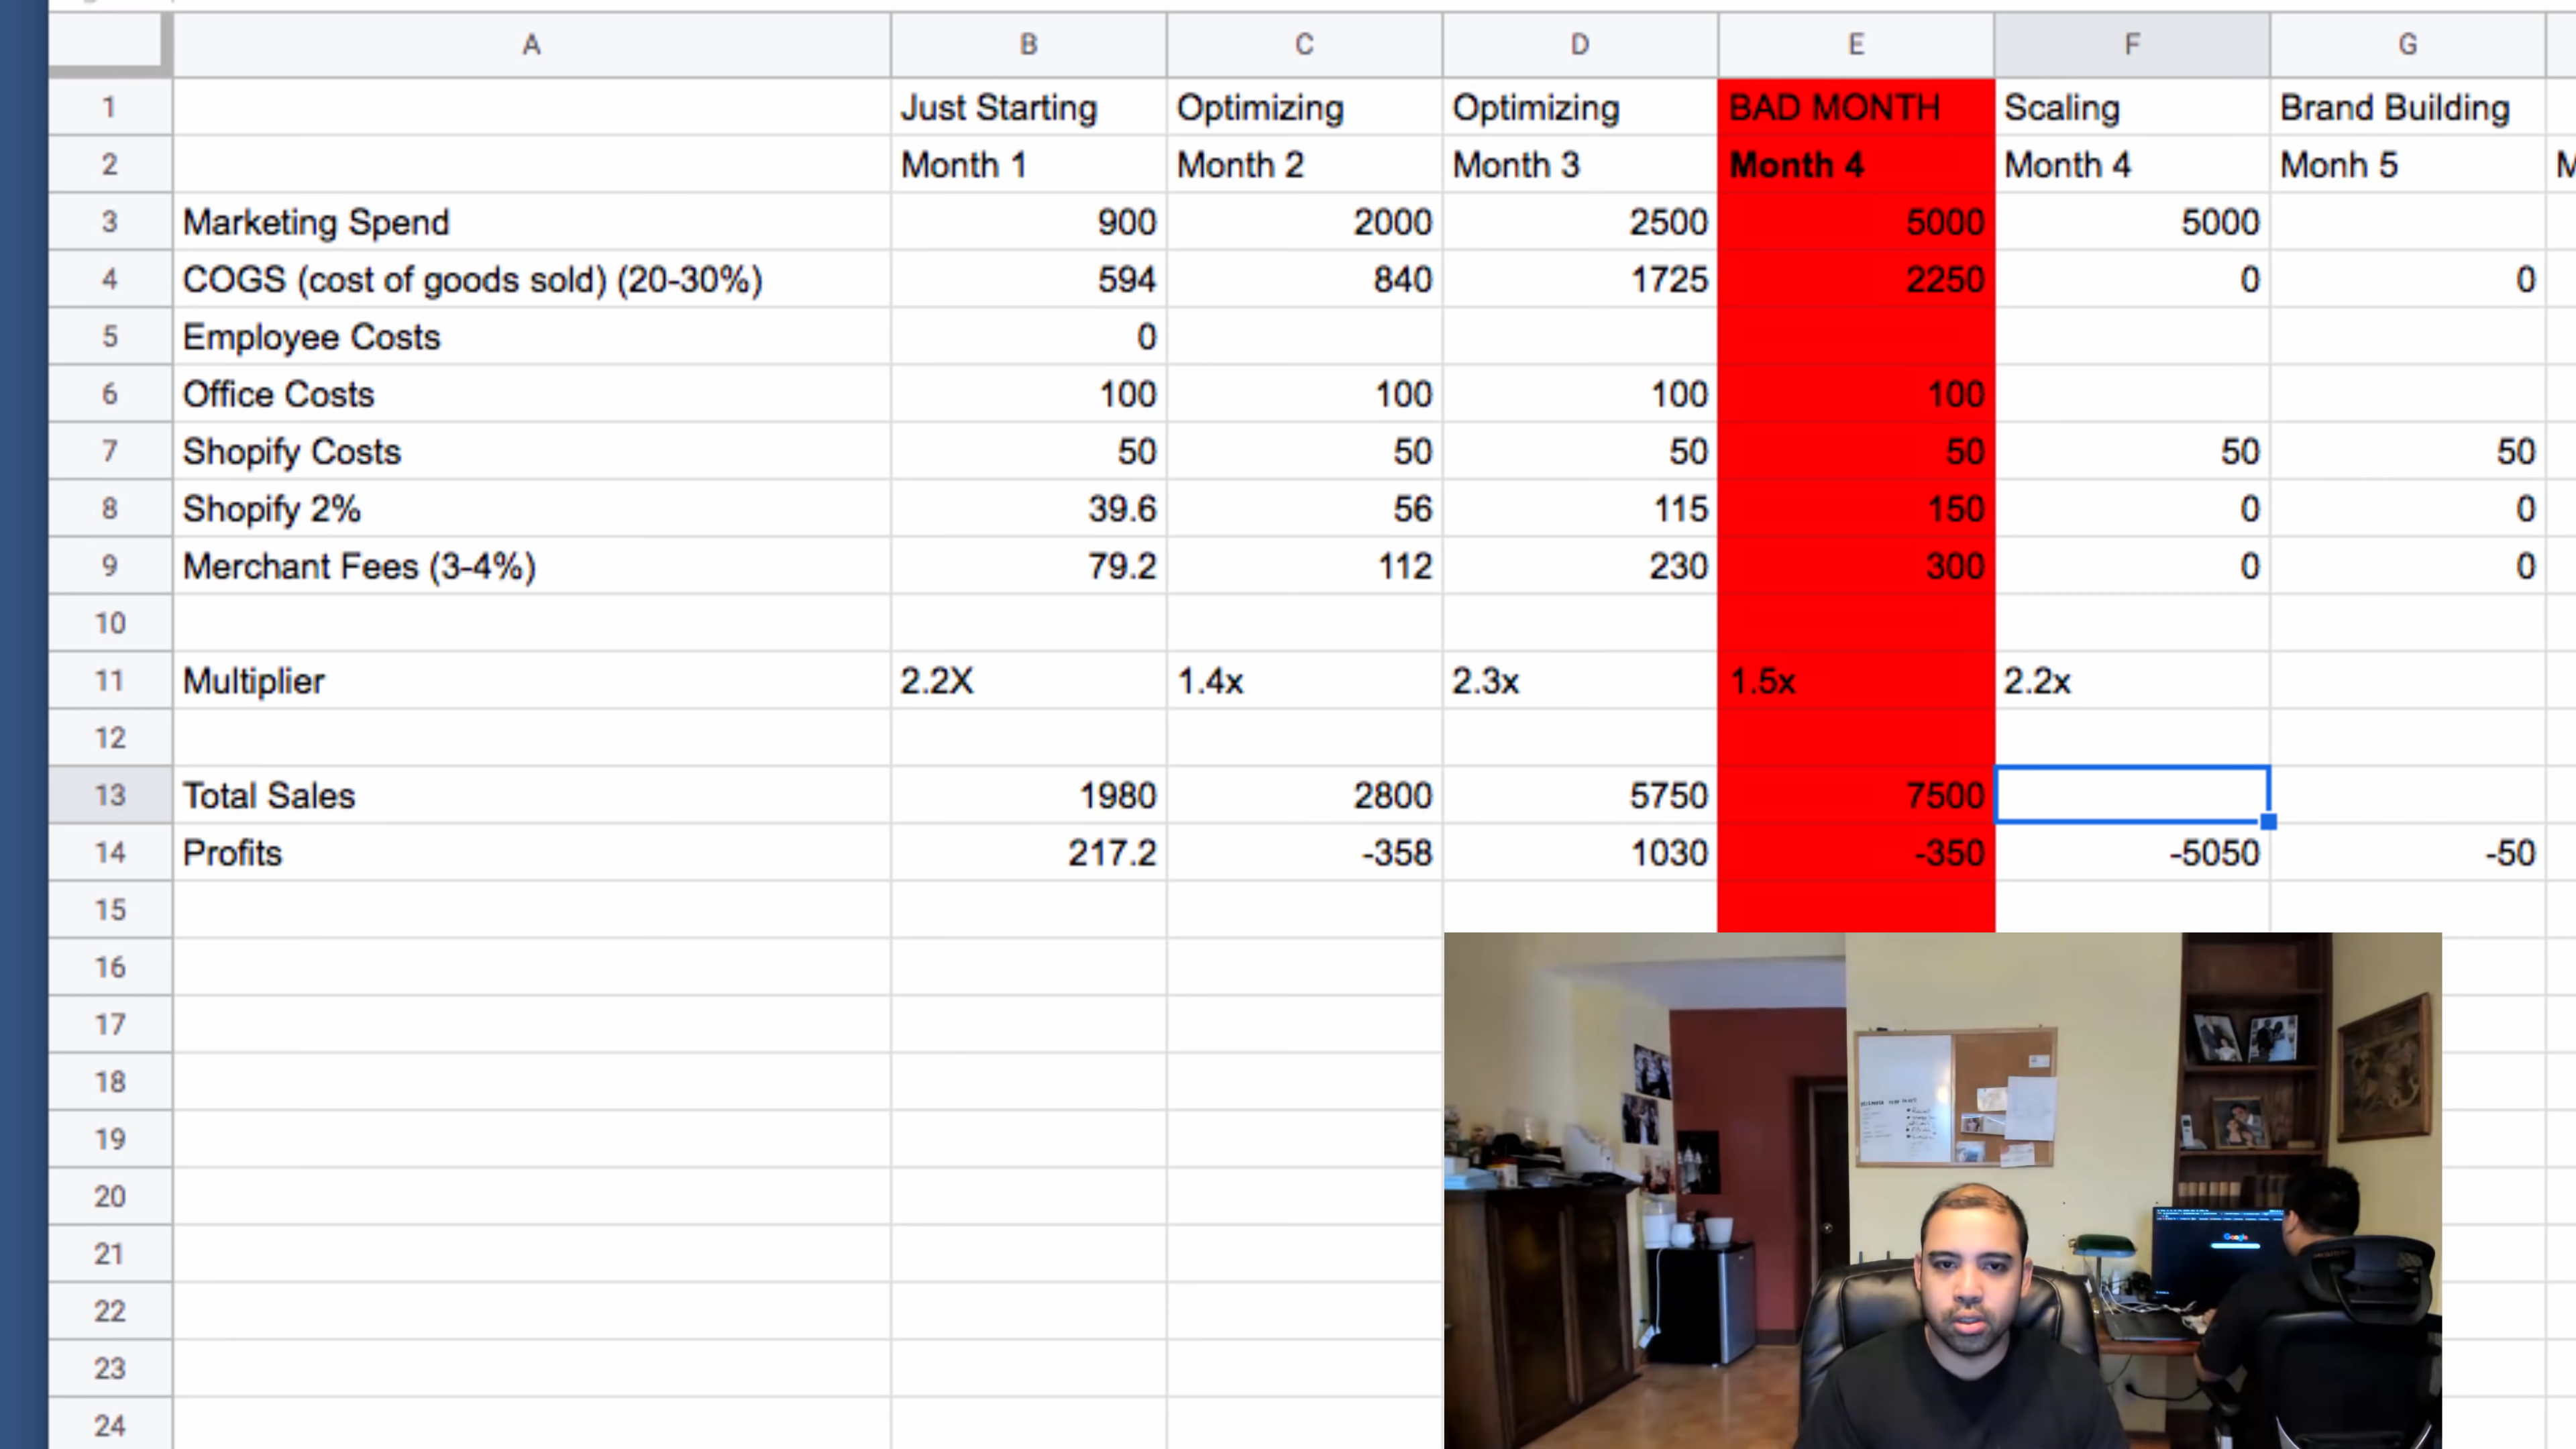 A B C D E F G
1 Just Starting Optimizing Optimizing BAD MONTH Scaling Brand Building
2 Month 1 Month 2 Month 3 Month 4 Month 4 Monh 5 M
3 Marketing Spend 900 2000 2500 5000 5000
4 COGS (cost of goods sold) (20-30%) 594 840 1725 2250 0 0
5 Employee Costs 0
6 Office Costs 100 100 100 100
7 Shopify Costs 50 50 50 50 50 50
8 Shopify 2% 39.6 56 115 150 0 0
9 Merchant Fees (3-4%) 79.2 112 230 300 0 0
10
11 Multiplier 2.2X 1.4x 2.3x 1.5x 2.2x
12
13 Total Sales 1980 2800 5750 7500
14 Profits 217.2 -358 1030 -350 -5050 -50
15
16
17
18
19
20
21
22
23
24
Google